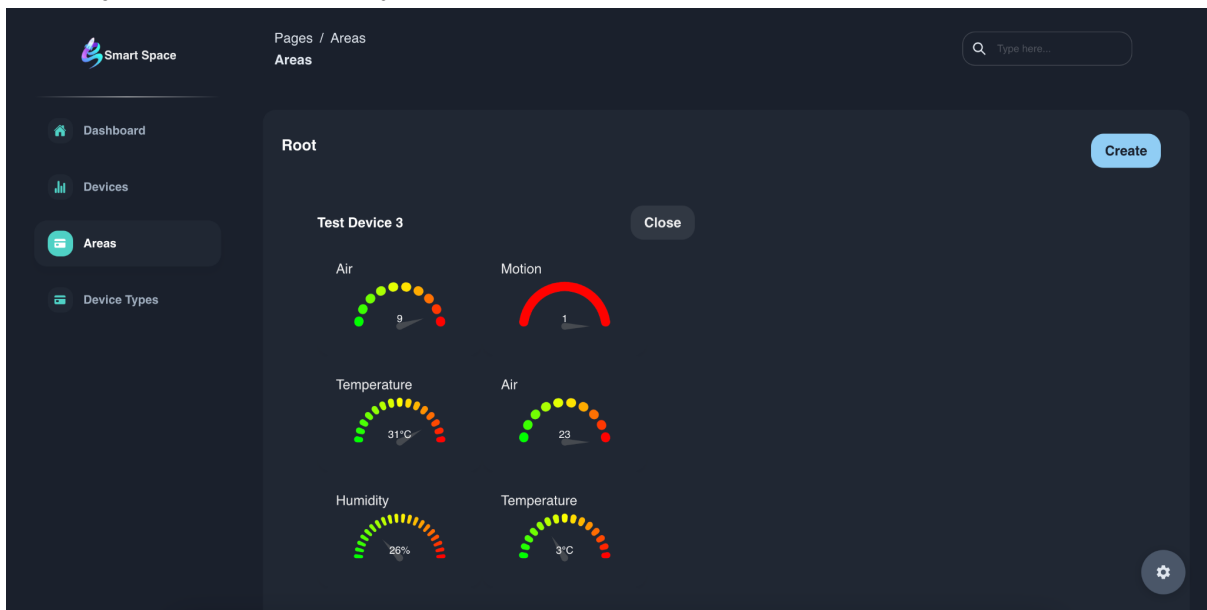 Smart Space
Pages / Areas
Areas
Type here...
Dashboard
Devices
Areas
Device Types
Root
Create
Test Device 3
Close
Air
9
Motion
1
Temperature
31°C
Air
23
Humidity
26%
Temperature
3°C